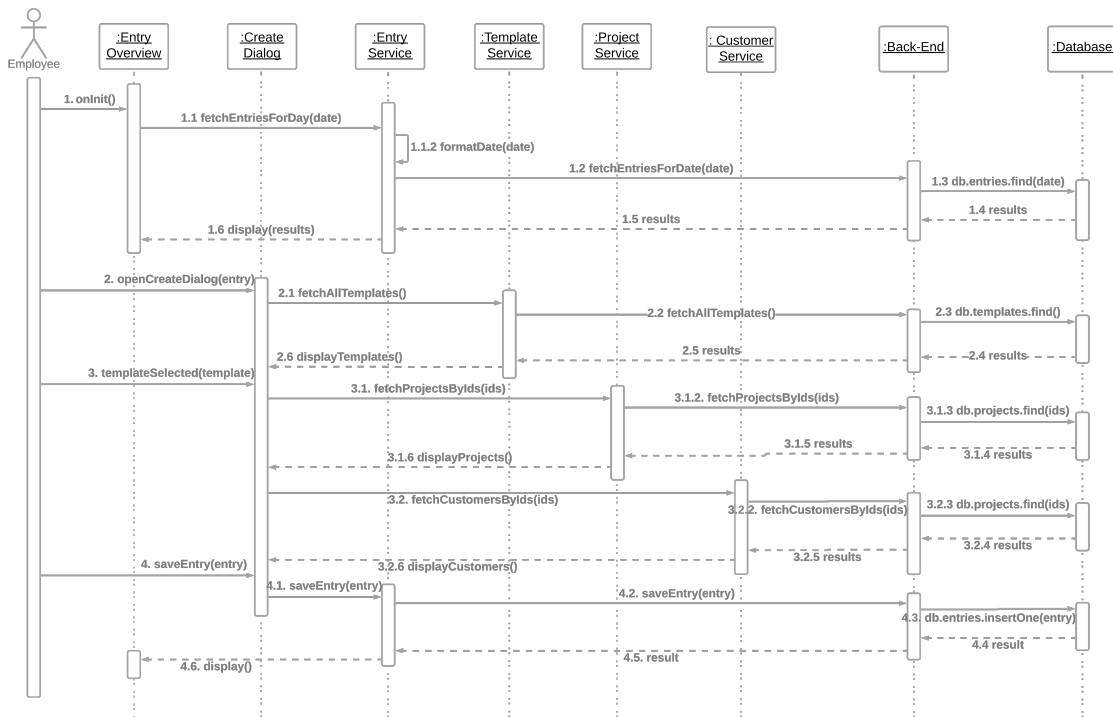 Employee
:Entry
Overview
:Create
Dialog
:Entry
Service
:Template
Service
:Project
Service
: Customer
Service
:Back-End
:Database
1. onInit()
1.1 fetchEntriesForDay(date)
1.1.2 formatDate(date)
1.2 fetchEntriesForDate(date)
1.3 db.entries.find(date)
1.4 results
1.5 results
1.6 display(results)
2. openCreateDialog(entry)
2.1 fetchAllTemplates()
2.2 fetchAllTemplates()
2.3 db.templates.find()
2.4 results
2.5 results
2.6 displayTemplates()
3. templateSelected(template)
3.1. fetchProjectsByIds(ids)
3.1.2. fetchProjectsByIds(ids)
3.1.3 db.projects.find(ids)
3.1.4 results
3.1.5 results
3.1.6 displayProjects()
3.2. fetchCustomersByIds(ids)
3.2.2. fetchCustomersByIds(ids)
3.2.3 db.projects.find(ids)
3.2.4 results
3.2.5 results
3.2.6 displayCustomers()
4. saveEntry(entry)
4.1. saveEntry(entry)
4.2. saveEntry(entry)
4.3. db.entries.insertOne(entry)
4.4 result
4.5. result
4.6. display()